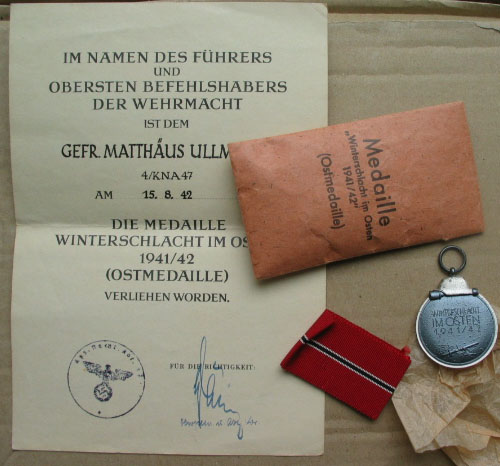 IM NAMEN DES FÜHRERS
UND
OBERSTEN BEFEHLSHABERS
DER WEHRMACHT
IST DEM
GEFR. MATTHÄUS ULLM
4/KNA47
AM 15.8.42
DIE MEDAILLE
WINTERSCHLACHT IM OS
1941/42
(OSTMEDAILLE)
VERLIEHEN WORDEN.
FÜR DIE RICHTIGKEIT:
Medaille
„Winterschlacht im Osten
1941/42"
(Ostmedaille)
WINTERSCHLACHT
IM OSTEN
1941/42